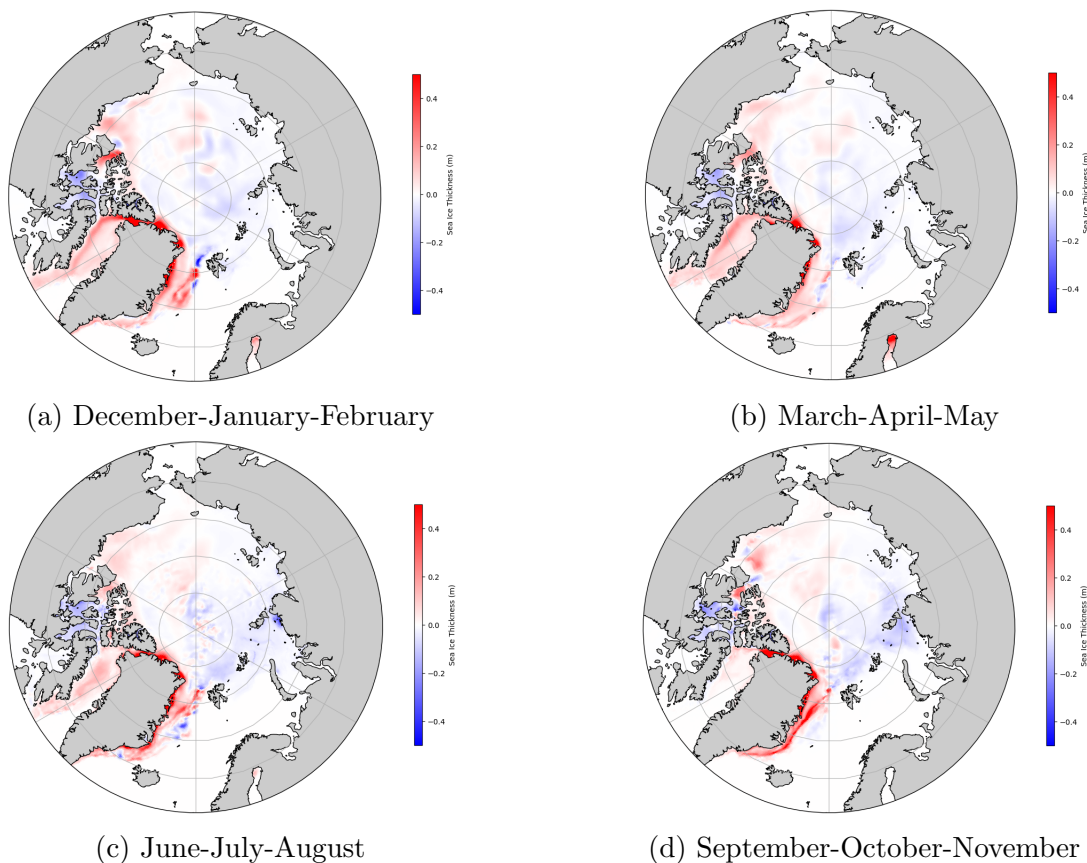 0.4
0.2
0.0
−0.2
−0.4
Sea Ice Thickness (m)
0.4
0.2
0.0
−0.2
−0.4
Sea Ice Thickness (m)
(a) December-January-February
(b) March-April-May
0.4
0.2
0.0
−0.2
−0.4
Sea Ice Thickness (m)
0.4
0.2
0.0
−0.2
−0.4
Sea Ice Thickness (m)
(c) June-July-August
(d) September-October-November